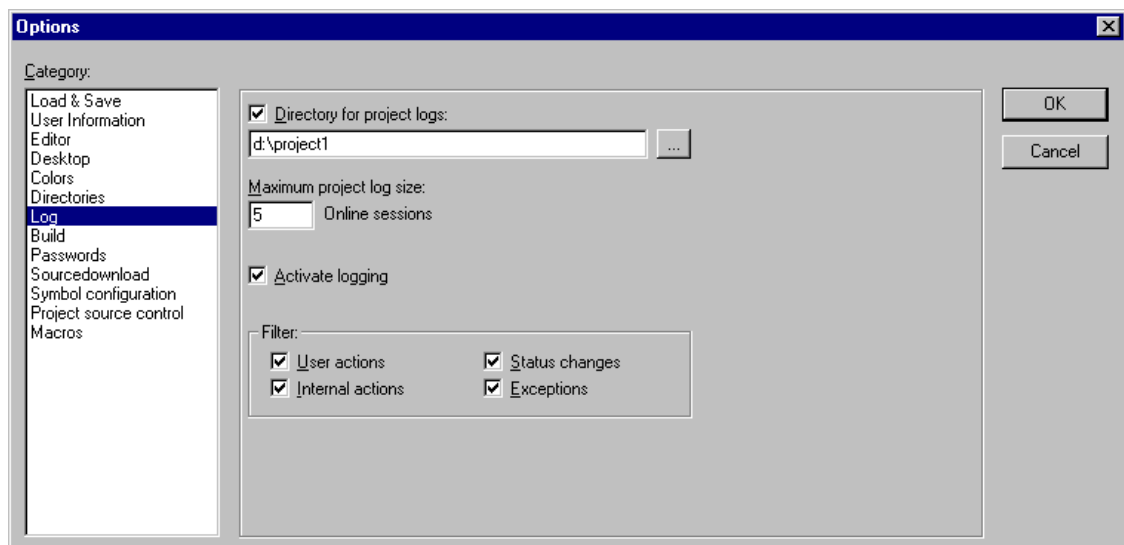 Options
Category:
Load & Save
User Information
Editor
Desktop
Colors
Directories
Log
Build
Passwords
Sourcedownload
Symbol configuration
Project source control
Macros
Directory for project logs:
d:\project1
...
Maximum project log size:
5 Online sessions
Activate logging
Filter:
User actions Status changes
Internal actions Exceptions
OK
Cancel